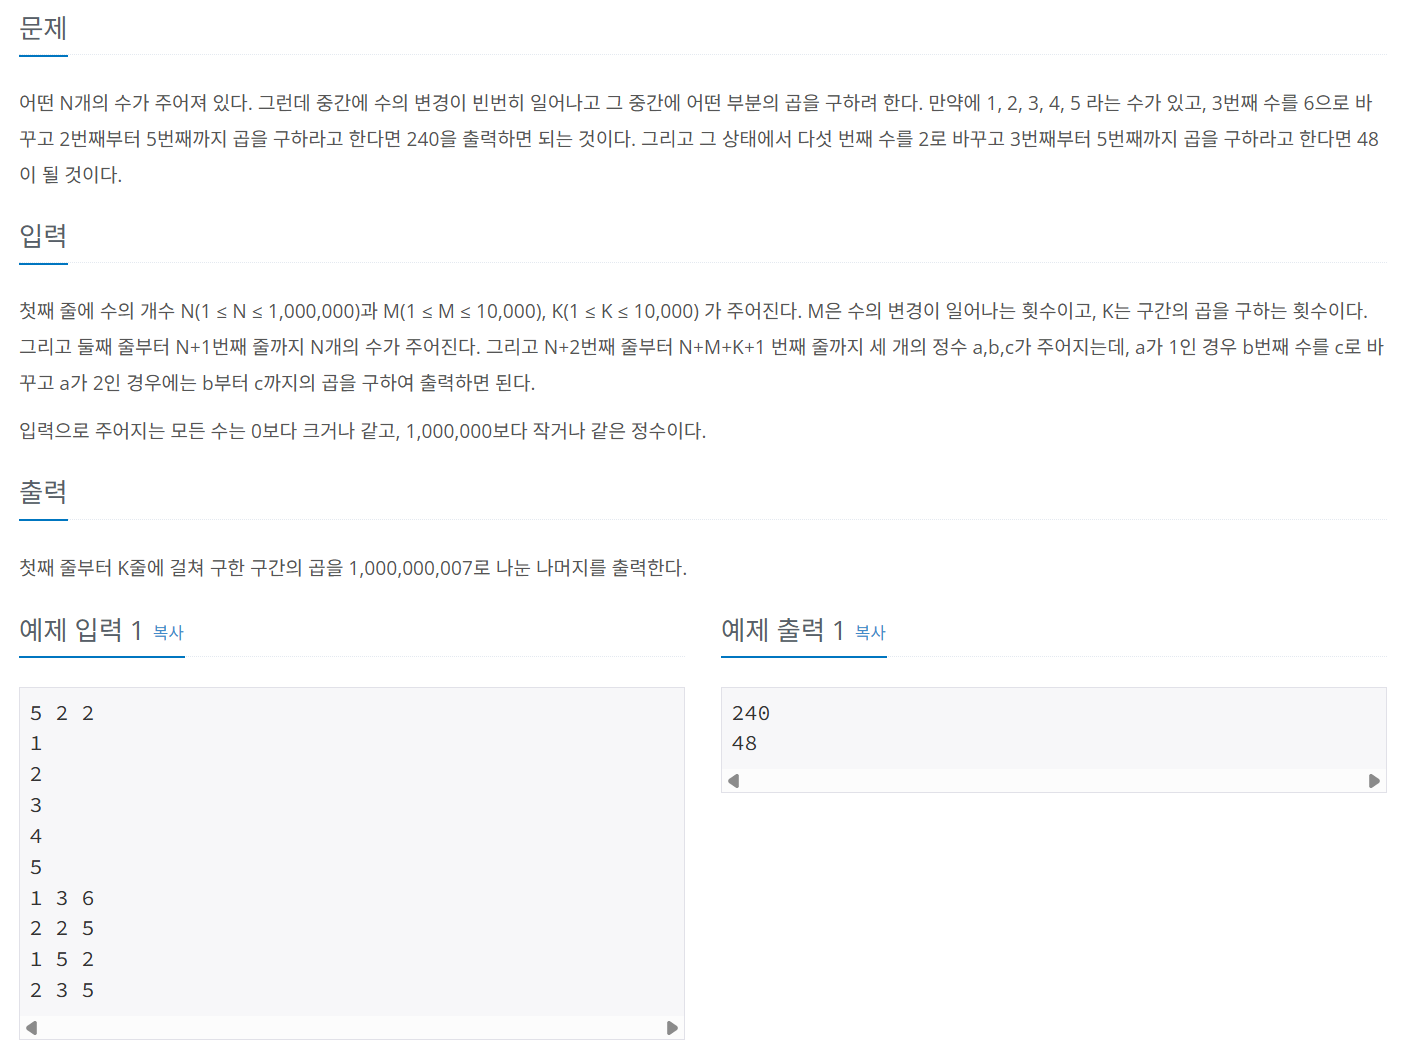 문제
어떤 N개의 수가 주어져 있다. 그런데 중간에 수의 변경이 빈번히 일어나고 그 중간에 어떤 부분의 곱을 구하려 한다. 만약에 1, 2, 3, 4, 5 라는 수가 있고, 3번째 수를 6으로 바
꾸고 2번째부터 5번째까지 곱을 구하라고 한다면 240을 출력하면 되는 것이다. 그리고 그 상태에서 다섯 번째 수를 2로 바꾸고 3번째부터 5번째까지 곱을 구하라고 한다면 48
이 될 것이다.
입력
첫째 줄에 수의 개수 N(1 ≤ N ≤ 1,000,000)과 M(1 ≤ M ≤ 10,000), K(1 ≤ K ≤ 10,000) 가 주어진다. M은 수의 변경이 일어나는 횟수이고, K는 구간의 곱을 구하는 횟수이다.
그리고 둘째 줄부터 N+1번째 줄까지 N개의 수가 주어진다. 그리고 N+2번째 줄부터 N+M+K+1 번째 줄까지 세 개의 정수 a,b,c가 주어지는데, a가 1인 경우 b번째 수를 c로 바
꾸고 a가 2인 경우에는 b부터 c까지의 곱을 구하여 출력하면 된다.
입력으로 주어지는 모든 수는 0보다 크거나 같고, 1,000,000보다 작거나 같은 정수이다.
출력
첫째 줄부터 K줄에 걸쳐 구한 구간의 곱을 1,000,000,007로 나눈 나머지를 출력한다.
예제 입력 1 복사
5 2 2
1
2
3
4
5
1 3 6
2 2 5
1 5 2
2 3 5
예제 출력 1 복사
240
48